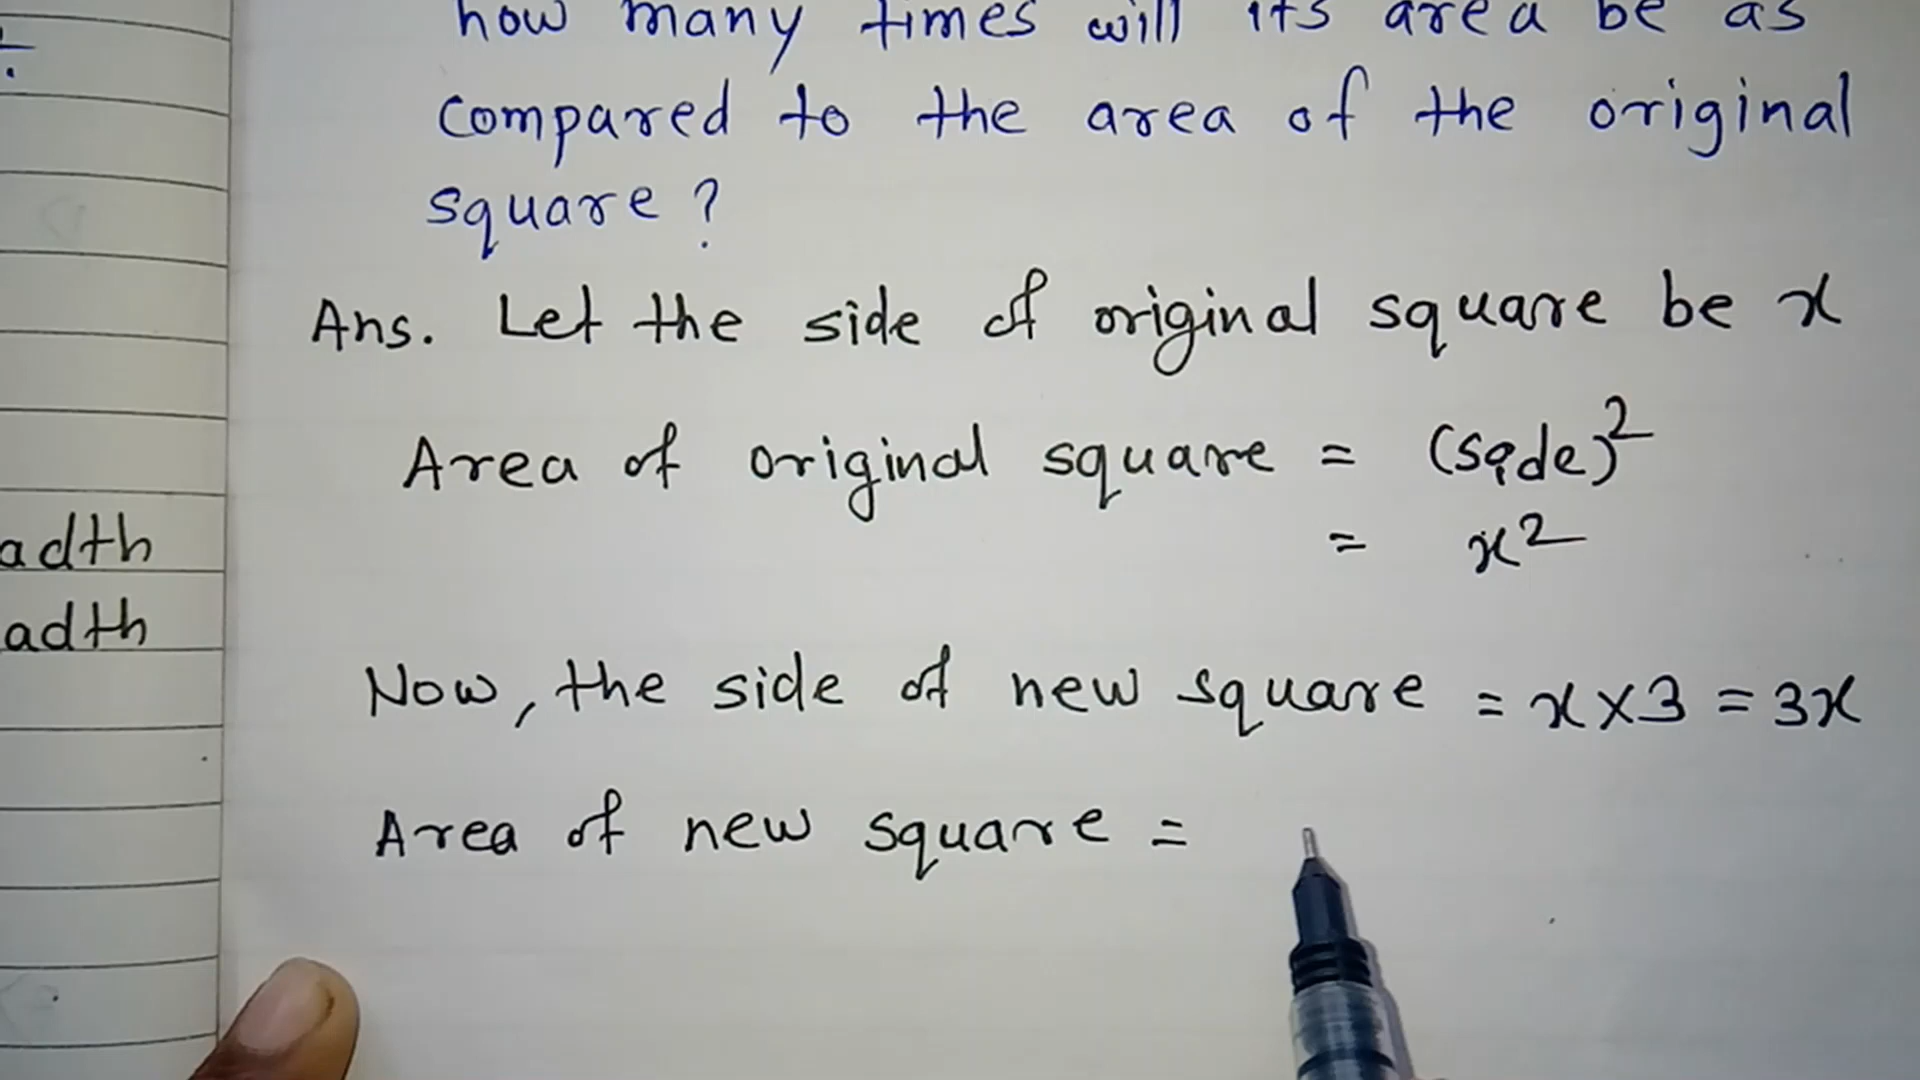 how many times will its area be as
compared to the area of the original
square?
Ans. Let the side of original square be x
Area of original square = (side)²
= x²
adth
adth
Now, the side of new square = x×3 = 3x
Area of new square =